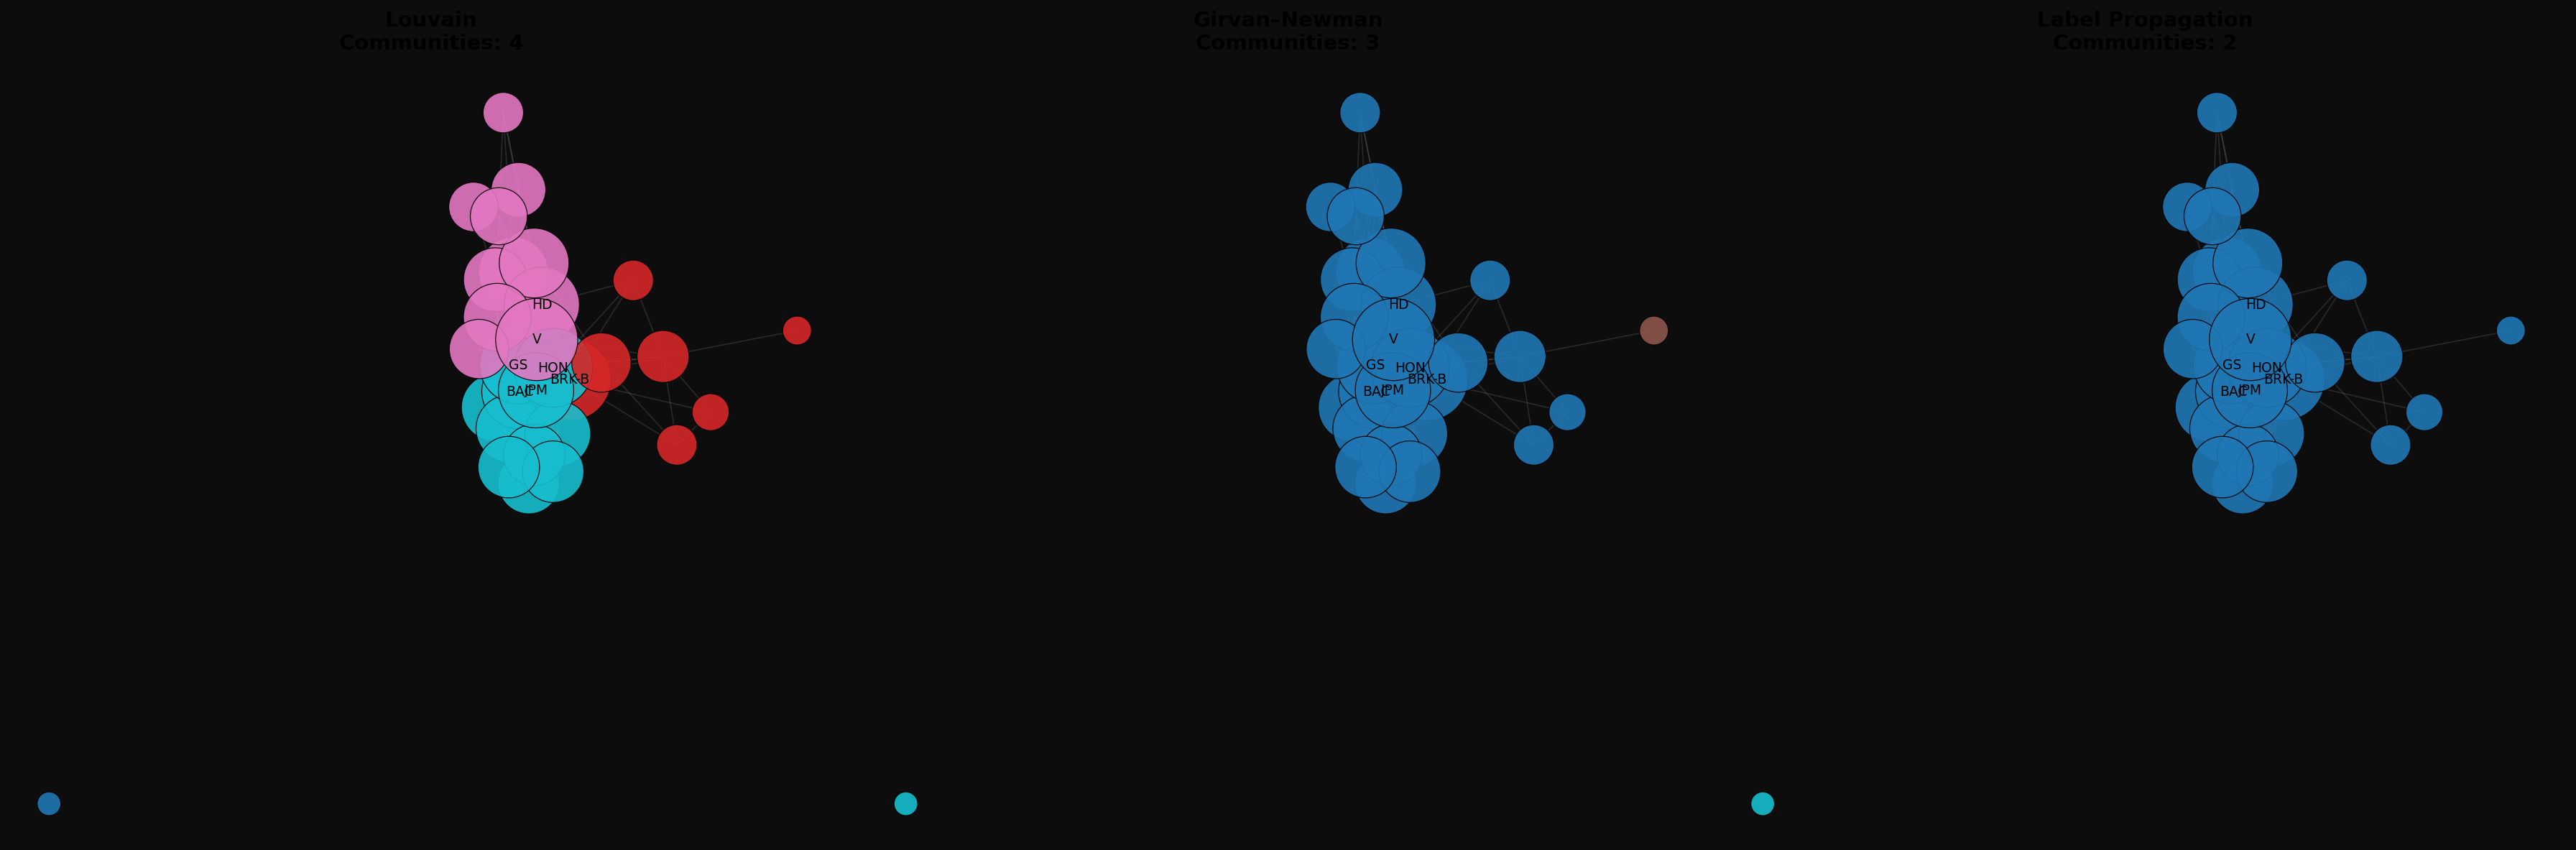 Louvain
Communities: 4
HD
V
GS
HON
BRK-B
BAC
JPM
Girvan–Newman
Communities: 3
HD
V
GS
HON
BRK-B
BAC
JPM
Label Propagation
Communities: 2
HD
V
GS
HON
BRK-B
BAC
JPM